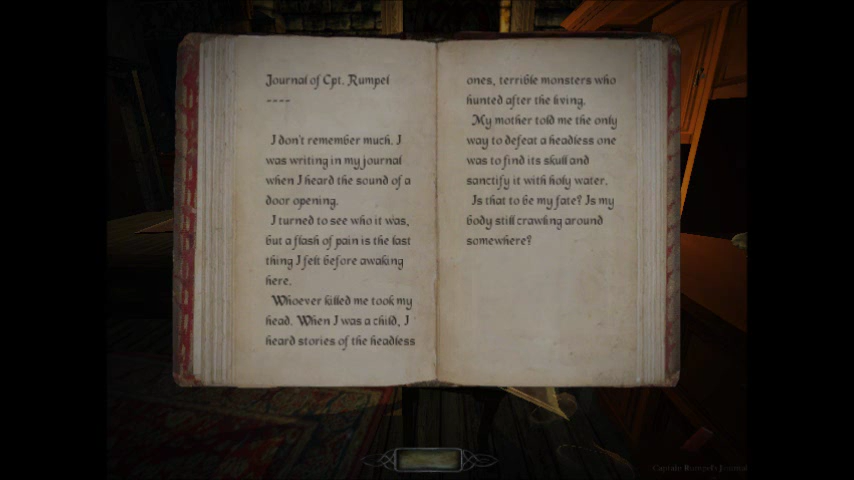 Journal of Cpt. Rumpel
----
I don't remember much. I
was writing in my journal
when I heard the sound of a
door opening.
I turned to see who it was,
but a flash of pain is the last
thing I felt before awaking
here.
Whoever killed me took my
head. When I was a child, I
heard stories of the headless
ones, terrible monsters who
hunted after the living.
My mother told me the only
way to defeat a headless one
was to find its skull and
sanctify it with holy water.
Is that to be my fate? Is my
body still crawling around
somewhere?
Captain Rumpel's Journal